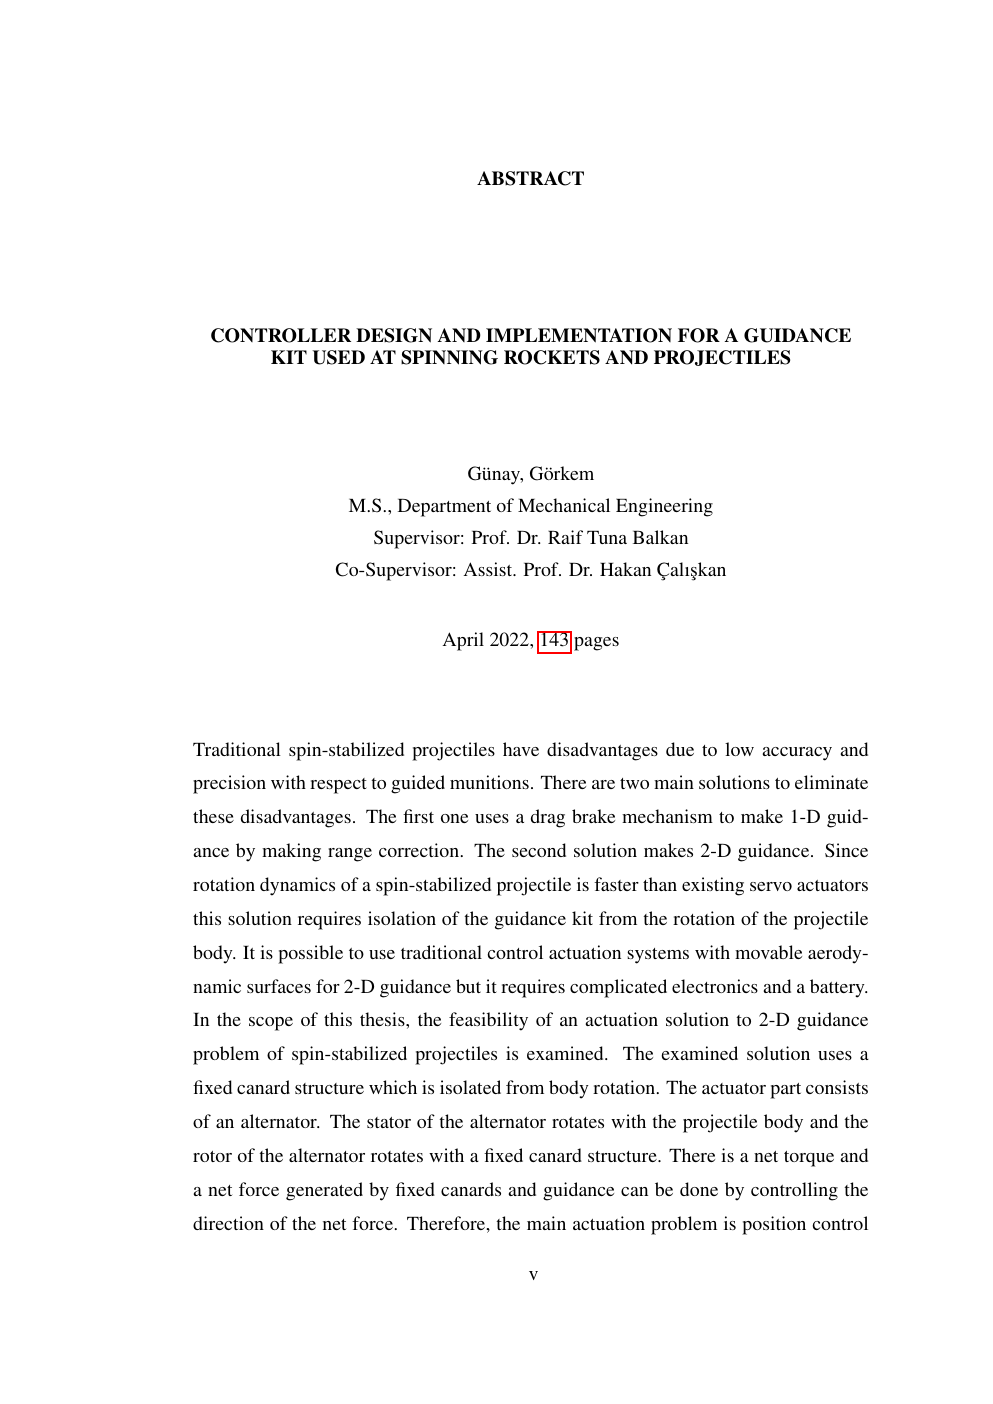 ABSTRACT
CONTROLLER DESIGN AND IMPLEMENTATION FOR A GUIDANCE
KIT USED AT SPINNING ROCKETS AND PROJECTILES
Günay, Görkem
M.S., Department of Mechanical Engineering
Supervisor: Prof. Dr. Raif Tuna Balkan
Co-Supervisor: Assist. Prof. Dr. Hakan Çalışkan
April 2022, 143 pages
Traditional spin-stabilized projectiles have disadvantages due to low accuracy and
precision with respect to guided munitions. There are two main solutions to eliminate
these disadvantages. The first one uses a drag brake mechanism to make 1-D guid-
ance by making range correction. The second solution makes 2-D guidance. Since
rotation dynamics of a spin-stabilized projectile is faster than existing servo actuators
this solution requires isolation of the guidance kit from the rotation of the projectile
body. It is possible to use traditional control actuation systems with movable aerody-
namic surfaces for 2-D guidance but it requires complicated electronics and a battery.
In the scope of this thesis, the feasibility of an actuation solution to 2-D guidance
problem of spin-stabilized projectiles is examined. The examined solution uses a
fixed canard structure which is isolated from body rotation. The actuator part consists
of an alternator. The stator of the alternator rotates with the projectile body and the
rotor of the alternator rotates with a fixed canard structure. There is a net torque and
a net force generated by fixed canards and guidance can be done by controlling the
direction of the net force. Therefore, the main actuation problem is position control
v